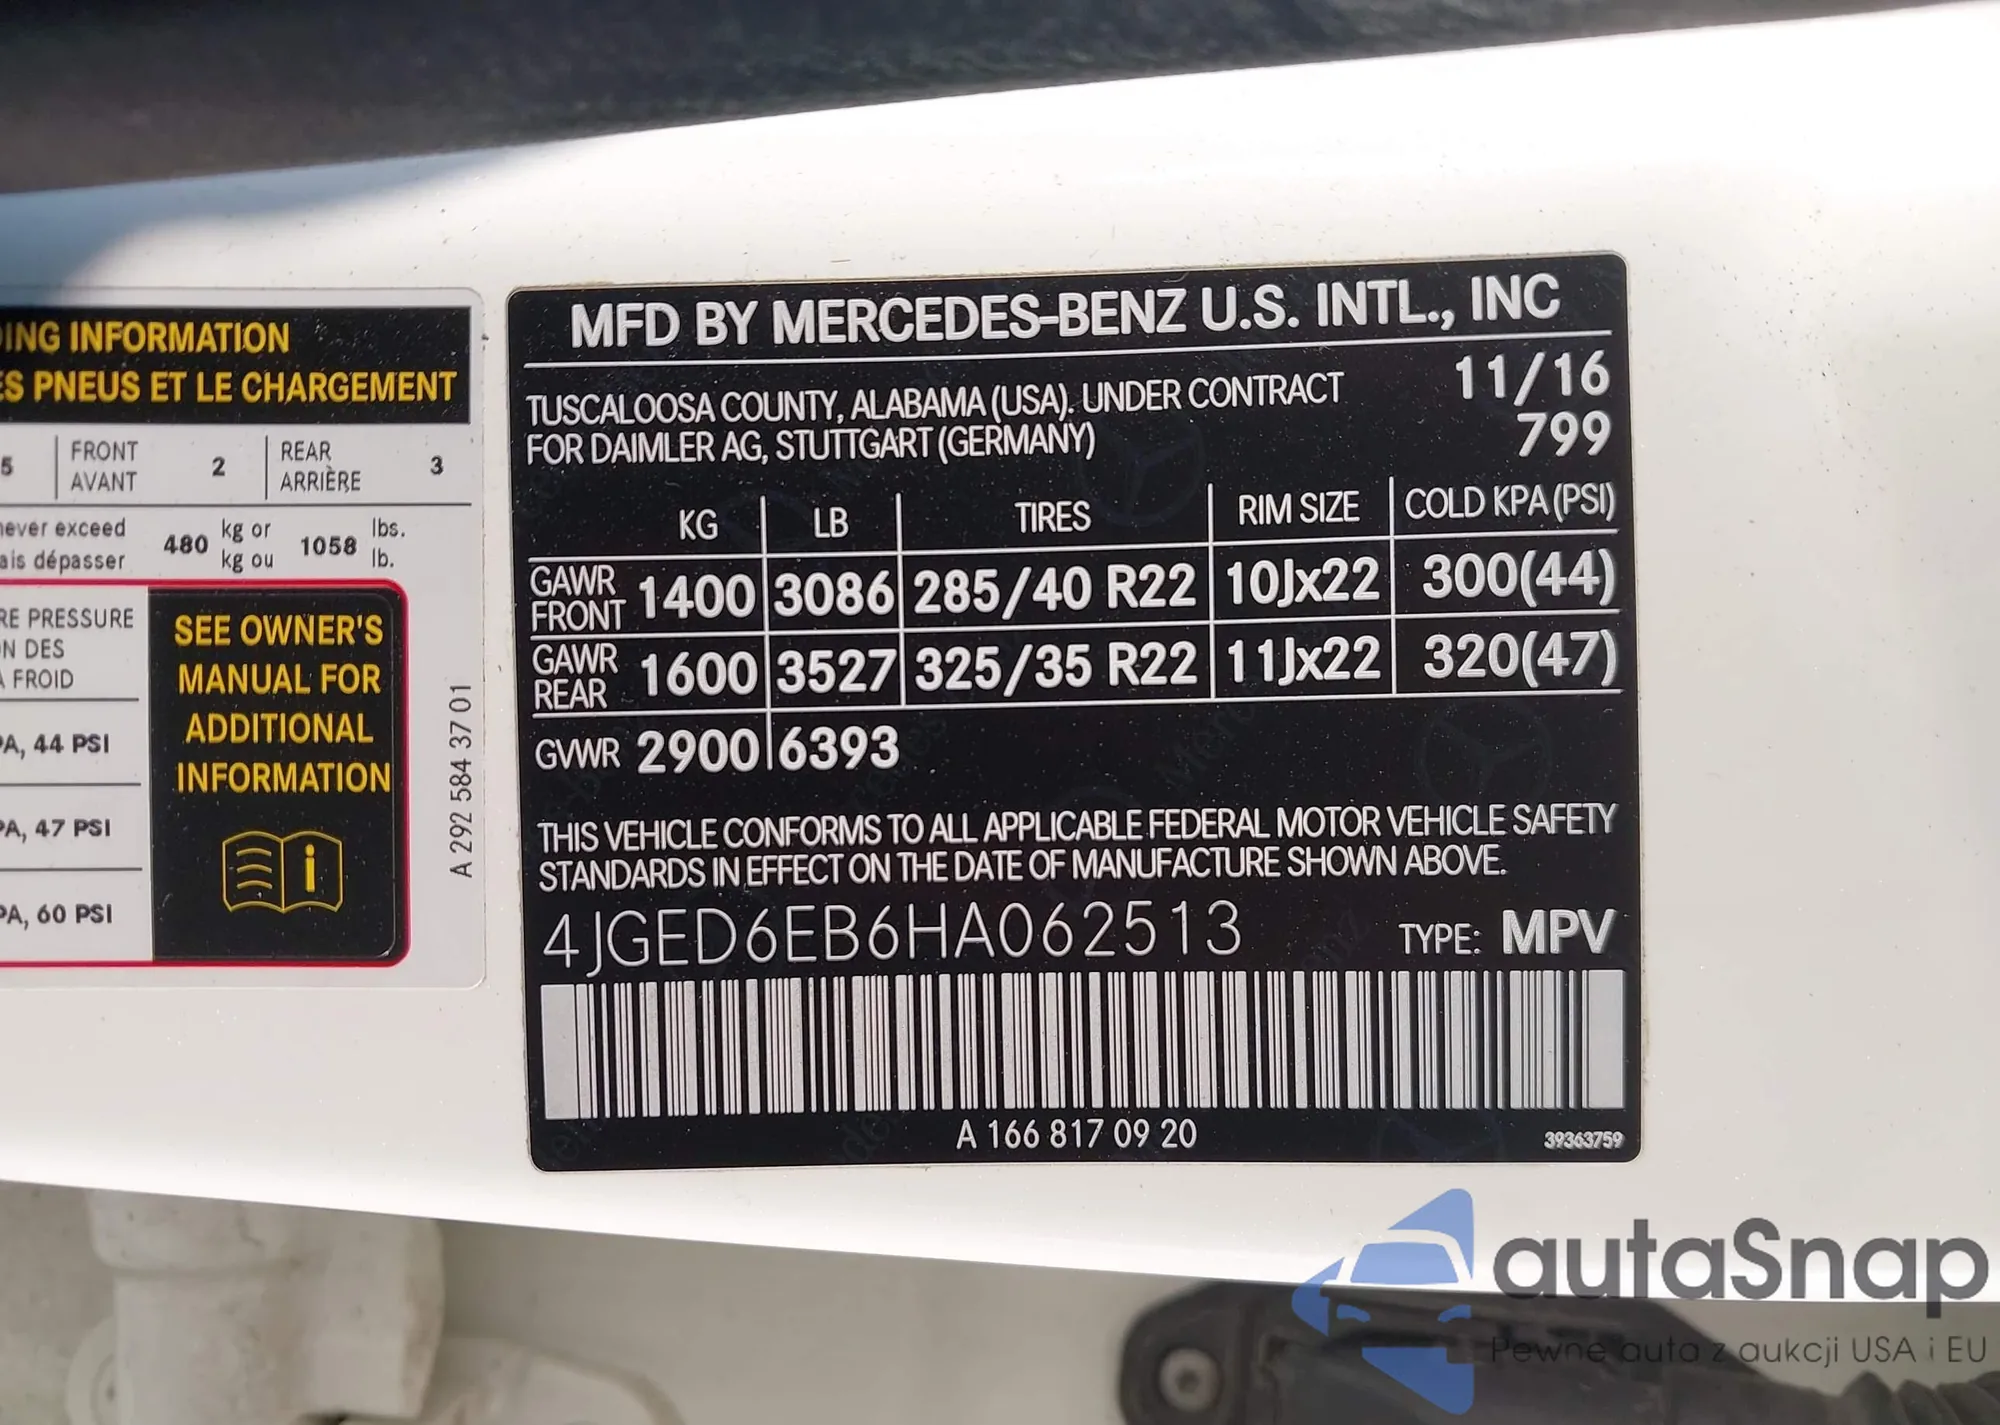 ING INFORMATION
ES PNEUS ET LE CHARGEMENT
5 FRONT AVANT 2 REAR ARRIÈRE 3
never exceed 480 kg or 1058 lbs.
ais dépasser kg ou lb.
RE PRESSURE
N DES
A FROID
PA, 44 PSI
PA, 47 PSI
PA, 60 PSI
SEE OWNER'S
MANUAL FOR
ADDITIONAL
INFORMATION
i
A 292 584 37 01
MFD BY MERCEDES-BENZ U.S. INTL., INC
TUSCALOOSA COUNTY, ALABAMA (USA). UNDER CONTRACT
FOR DAIMLER AG, STUTTGART (GERMANY)
11/16
799
KG LB TIRES RIM SIZE COLD KPA (PSI)
GAWR FRONT 1400 3086 285/40 R22 10Jx22 300(44)
GAWR REAR 1600 3527 325/35 R22 11Jx22 320(47)
GVWR 2900 6393
THIS VEHICLE CONFORMS TO ALL APPLICABLE FEDERAL MOTOR VEHICLE SAFETY
STANDARDS IN EFFECT ON THE DATE OF MANUFACTURE SHOWN ABOVE.
4JGED6EB6HA062513 TYPE: MPV
A 166 817 09 20
39363759
autaSnap
Pewne auta z aukcji USA i EU